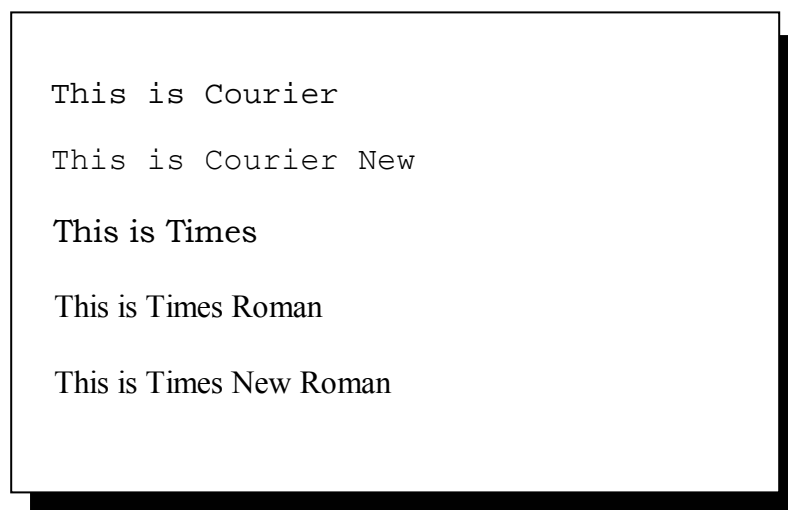 This is Courier
This is Courier New
This is Times
This is Times Roman
This is Times New Roman